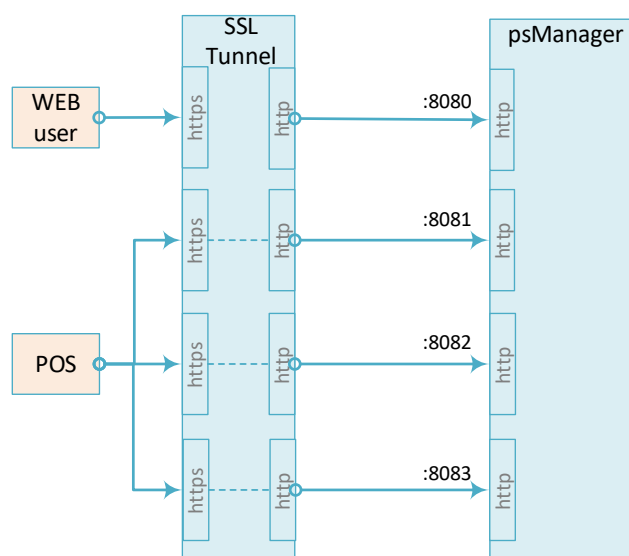 SSL
Tunnel
psManager
WEB
user
https
http
:8080
http
https
http
:8081
http
POS
https
http
:8082
http
https
http
:8083
http